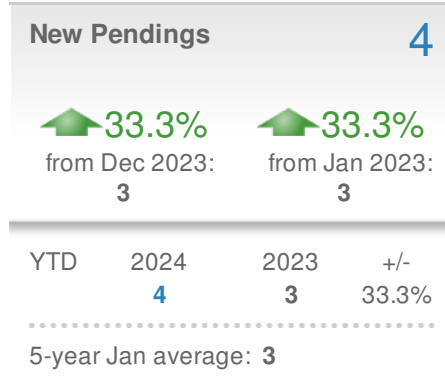 New Pendings 4
33.3% 33.3%
from Dec 2023: from Jan 2023:
3 3
YTD 2024 2023 +/-
4 3 33.3%
5-year Jan average: 3